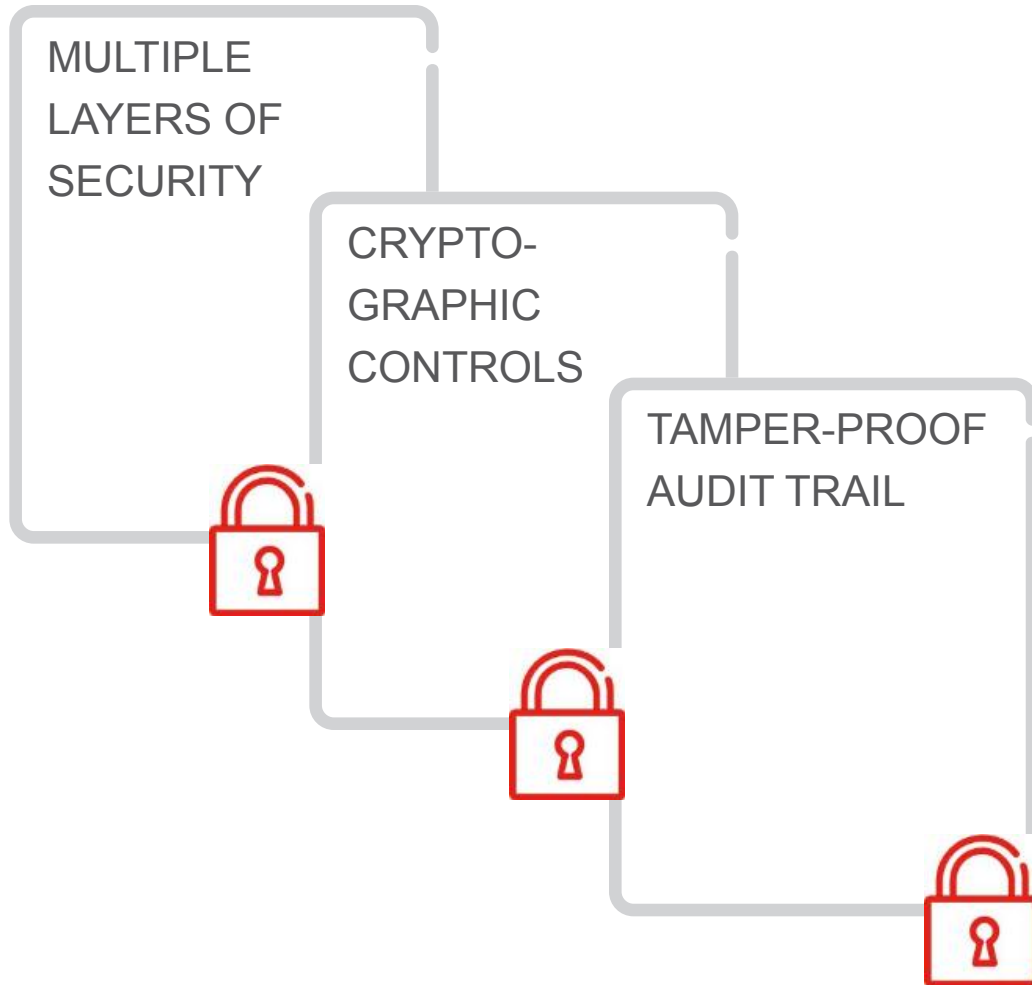 MULTIPLE
LAYERS OF
SECURITY
CRYPTO-
GRAPHIC
CONTROLS
TAMPER-PROOF
AUDIT TRAIL